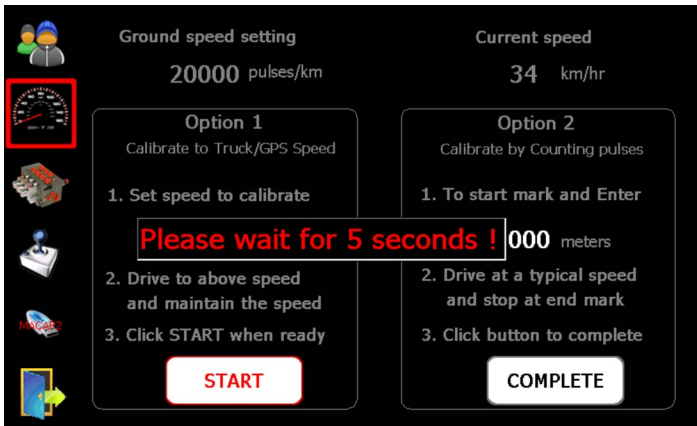 Ground speed setting
20000 pulses/km
Current speed
34 km/hr
Option 1
Calibrate to Truck/GPS Speed
1. Set speed to calibrate
Please wait for 5 seconds !
2. Drive to above speed
and maintain the speed
3. Click START when ready
START
Option 2
Calibrate by Counting pulses
1. To start mark and Enter
000 meters
2. Drive at a typical speed
and stop at end mark
3. Click button to complete
COMPLETE